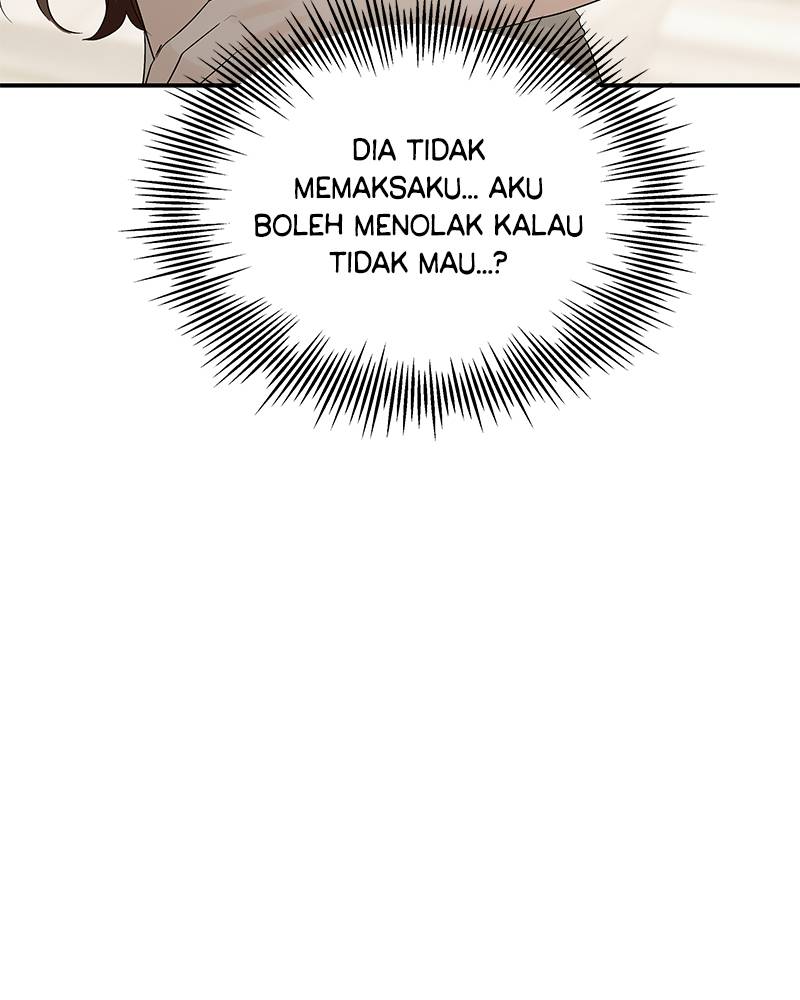 DIA TIDAK
MEMAKSAKU... AKU
BOLEH MENOLAK KALAU
TIDAK MAU...?